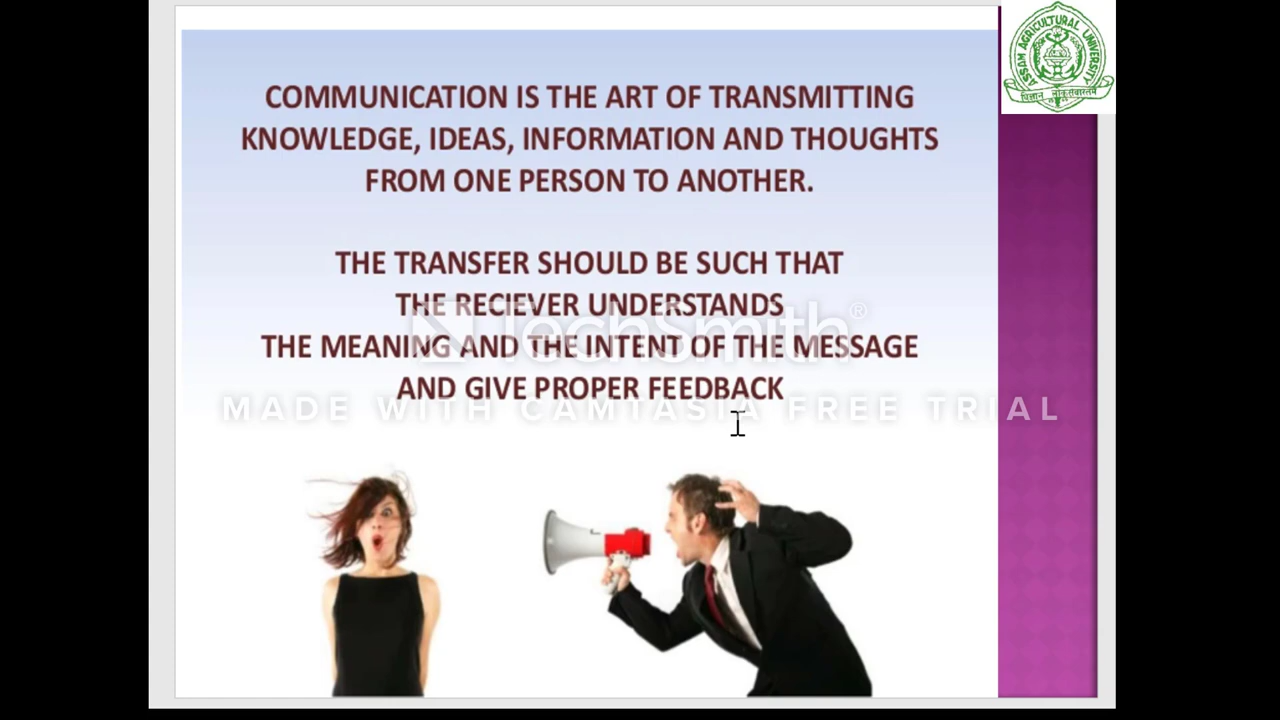 COMMUNICATION IS THE ART OF TRANSMITTING
KNOWLEDGE, IDEAS, INFORMATION AND THOUGHTS
FROM ONE PERSON TO ANOTHER.
THE TRANSFER SHOULD BE SUCH THAT
THE RECIEVER UNDERSTANDS
THE MEANING AND THE INTENT OF THE MESSAGE
AND GIVE PROPER FEEDBACK
TechSmith®
MADE WITH CAMTASIA FREE TRIAL
ASSAM AGRICULTURAL UNIVERSITY